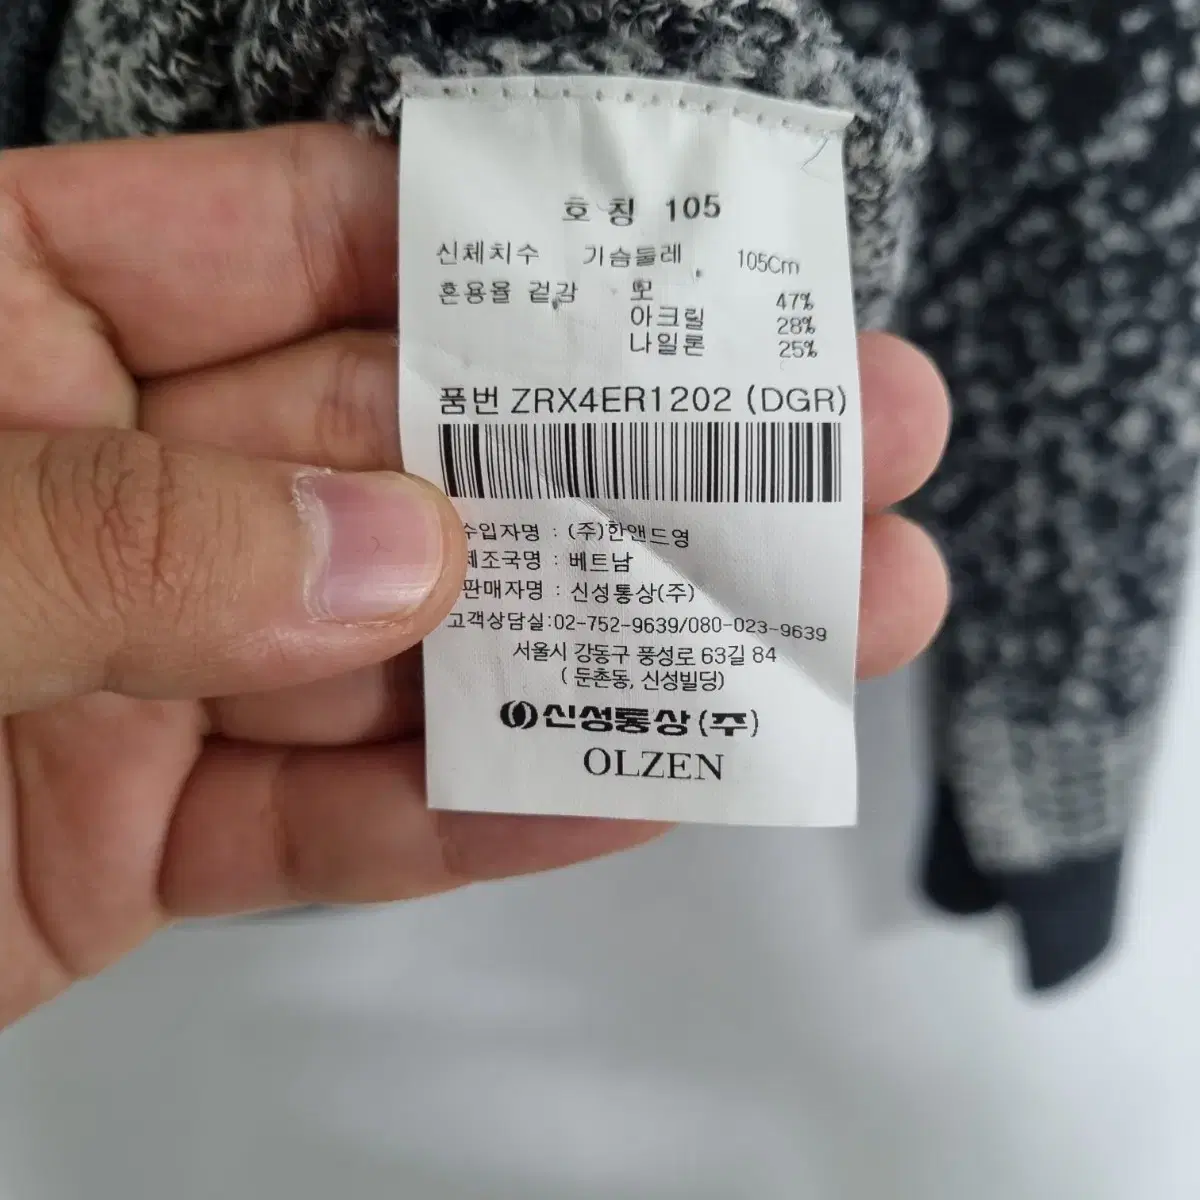 호 칭 105
신체치수 가슴둘레 105Cm
혼용율 겉감 모 47%
아크릴 28%
나일론 25%
품번 ZRX4ER1202 (DGR)
수입자명 : (주)한앤드영
제조국명 : 베트남
판매자명 : 신성통상(주)
고객상담실:02-752-9639/080-023-9639
서울시 강동구 풍성로 63길 84
( 둔촌동, 신성빌딩)
신성통상(주)
OLZEN